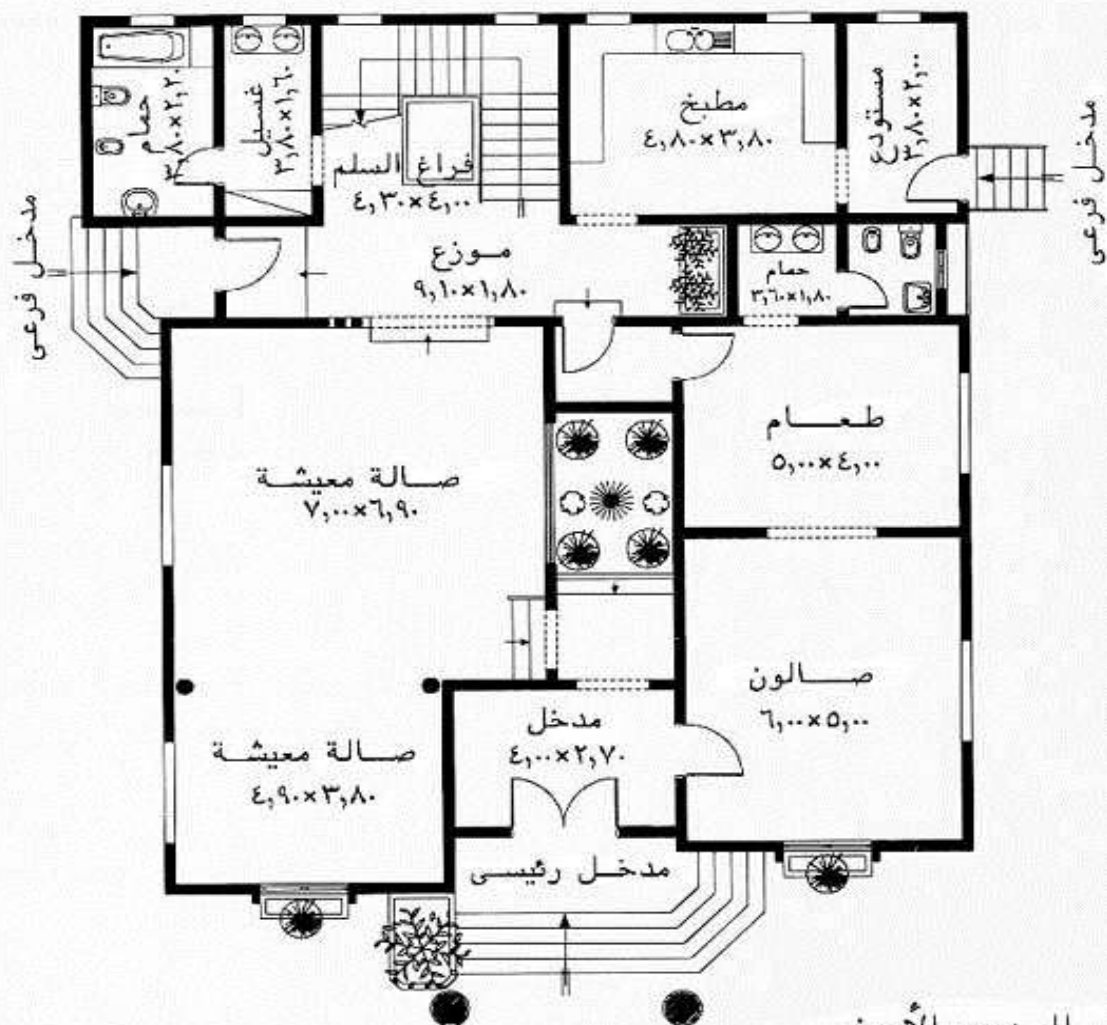 مطبخ
٤,٨٠×٣,٨٠
مستودع
٣,٨٠×٢,٠٠
مدخل فرعى
غسيل
٣,٨٠×١,٦٠
حمام
٣,٨٠×٢,٢٠
فراغ السلم
٤,٣٠×٤,٠٠
موزع
٩,١٠×١,٨٠
حمام
٣,٦٠×١,٨٠
مدخل فرعى
طعام
٥,٠٠×٤,٠٠
صالة معيشة
٧,٠٠×٦,٩٠
صالون
٦,٠٠×٥,٠٠
مدخل
٤,٠٠×٢,٧٠
صالة معيشة
٤,٩٠×٣,٨٠
مدخل رئيسى